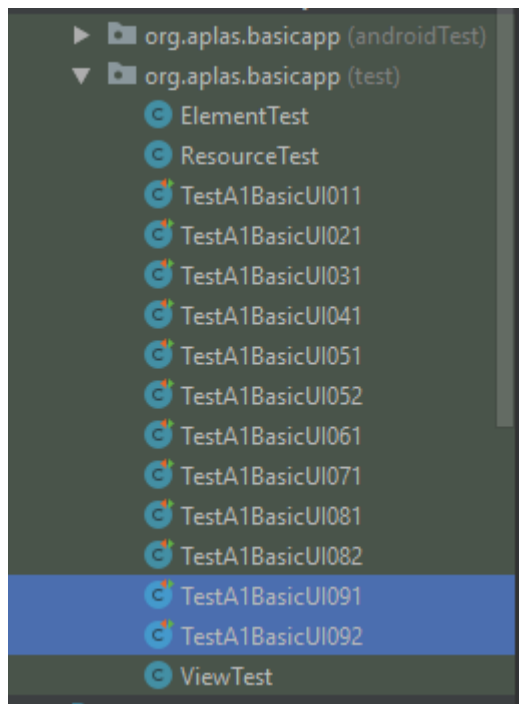 org.aplas.basicapp (androidTest)
org.aplas.basicapp (test)
ElementTest
ResourceTest
TestA1BasicUI011
TestA1BasicUI021
TestA1BasicUI031
TestA1BasicUI041
TestA1BasicUI051
TestA1BasicUI052
TestA1BasicUI061
TestA1BasicUI071
TestA1BasicUI081
TestA1BasicUI082
TestA1BasicUI091
TestA1BasicUI092
ViewTest